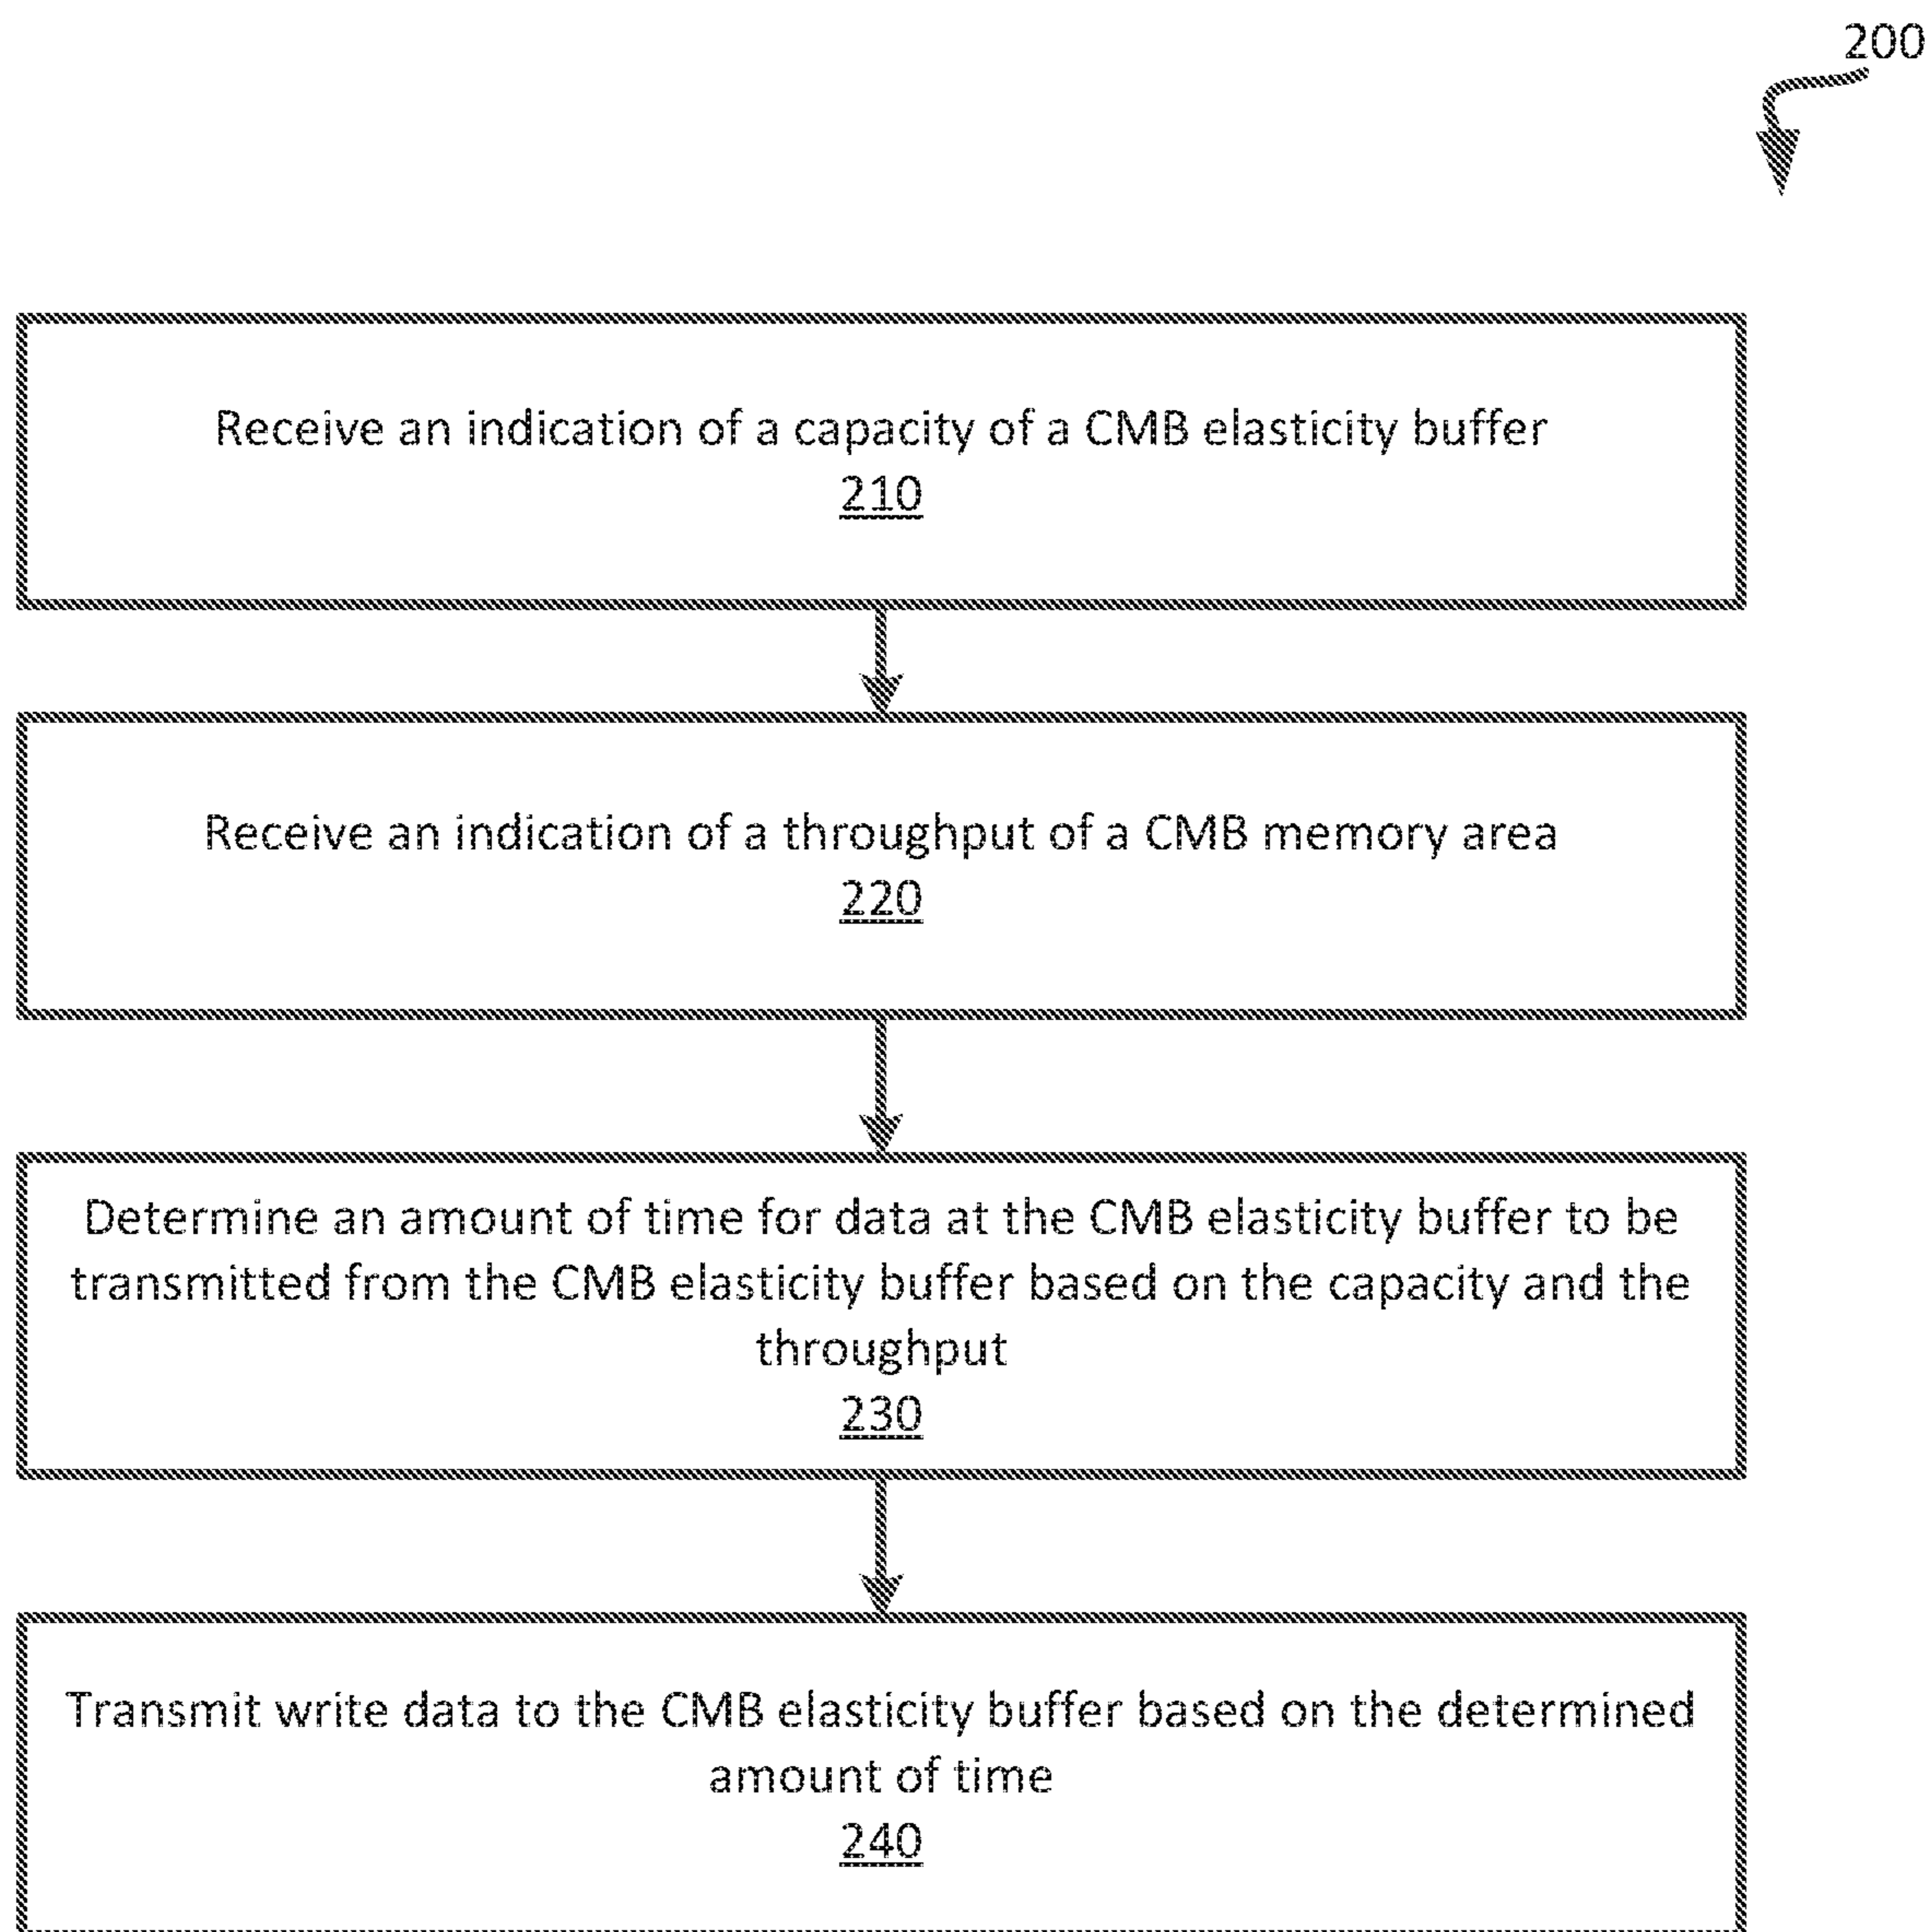 200
Receive an indication of a capacity of a CMB elasticity buffer
210
Receive an indication of a throughput of a CMB memory area
220
Determine an amount of time for data at the CMB elasticity buffer to be
transmitted from the CMB elasticity buffer based on the capacity and the
throughput
230
Transmit write data to the CMB elasticity buffer based on the determined
amount of time
240